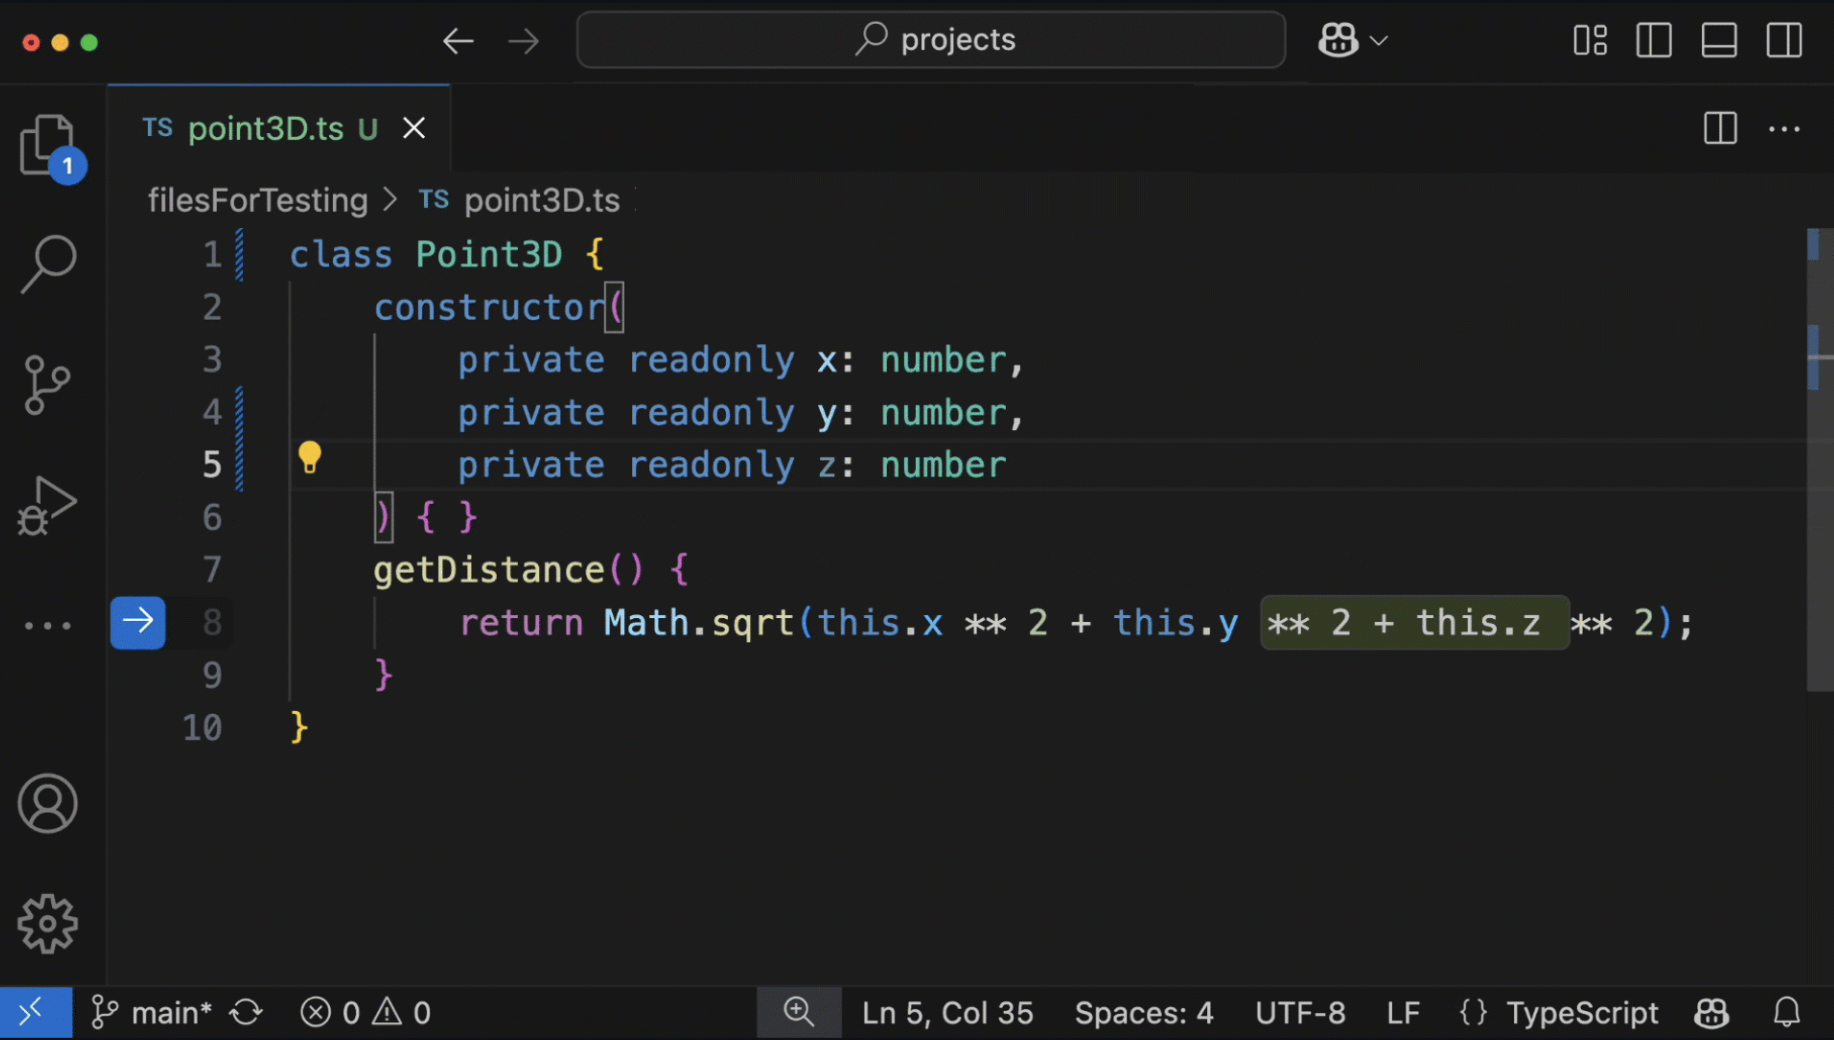 projects
TS point3D.ts U
1
filesForTesting > TS point3D.ts
1 class Point3D {
2     constructor(
3         private readonly x: number,
4         private readonly y: number,
5         private readonly z: number
6     ) { }
7     getDistance() {
8         return Math.sqrt(this.x ** 2 + this.y ** 2 + this.z ** 2);
9     }
10 }
main* 0 0 Ln 5, Col 35 Spaces: 4 UTF-8 LF {} TypeScript